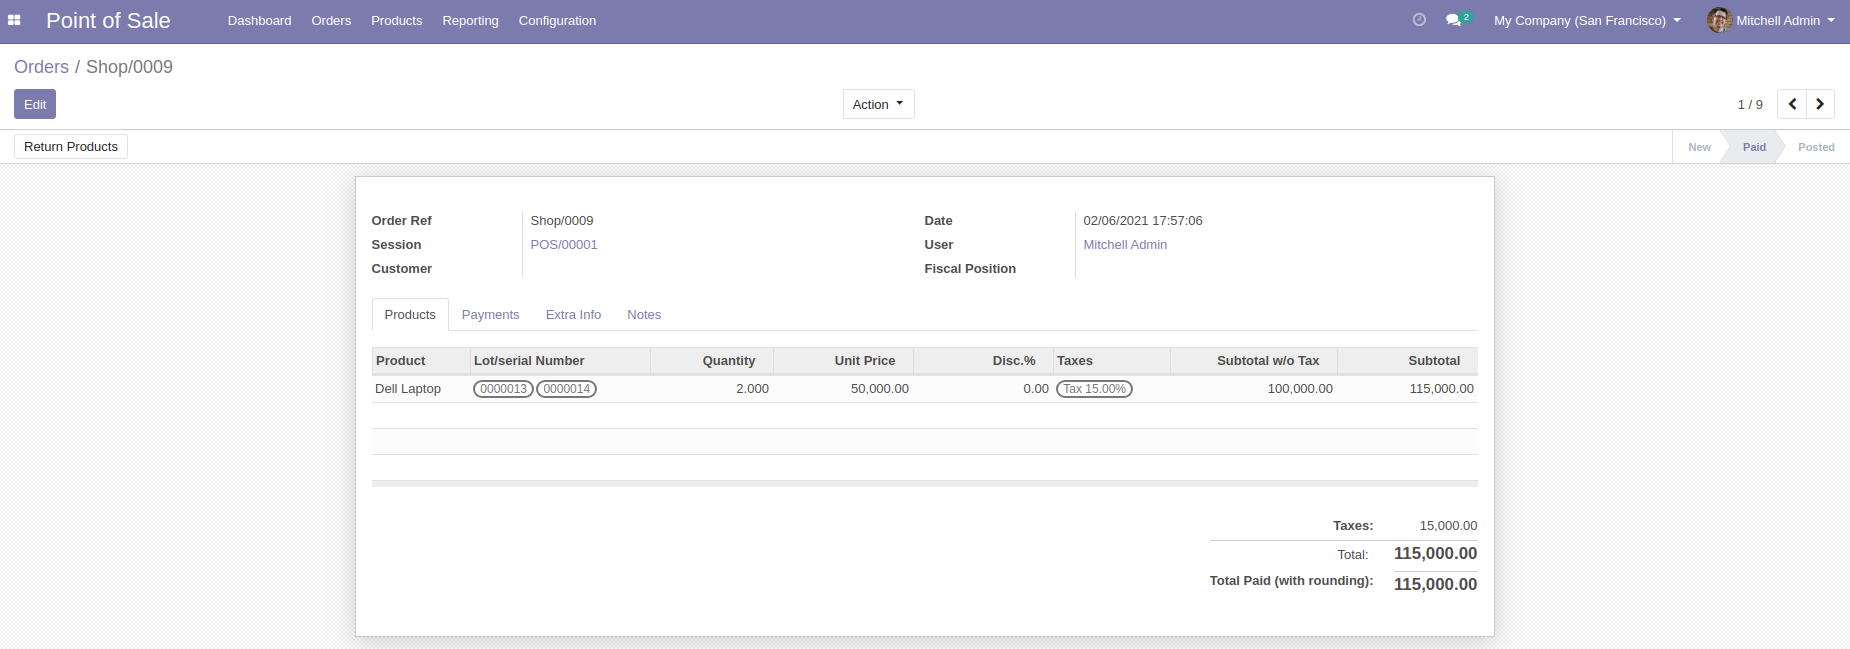 Point of Sale Dashboard Orders Products Reporting Configuration 2 My Company (San Francisco) Mitchell Admin
Orders / Shop/0009
Edit Action 1 / 9
Return Products New Paid Posted
Order Ref Shop/0009 Date 02/06/2021 17:57:06
Session POS/00001 User Mitchell Admin
Customer Fiscal Position
Products Payments Extra Info Notes
Product Lot/serial Number Quantity Unit Price Disc.% Taxes Subtotal w/o Tax Subtotal
Dell Laptop 0000013 0000014 2.000 50,000.00 0.00 Tax 15.00% 100,000.00 115,000.00
Taxes: 15,000.00
Total: 115,000.00
Total Paid (with rounding): 115,000.00